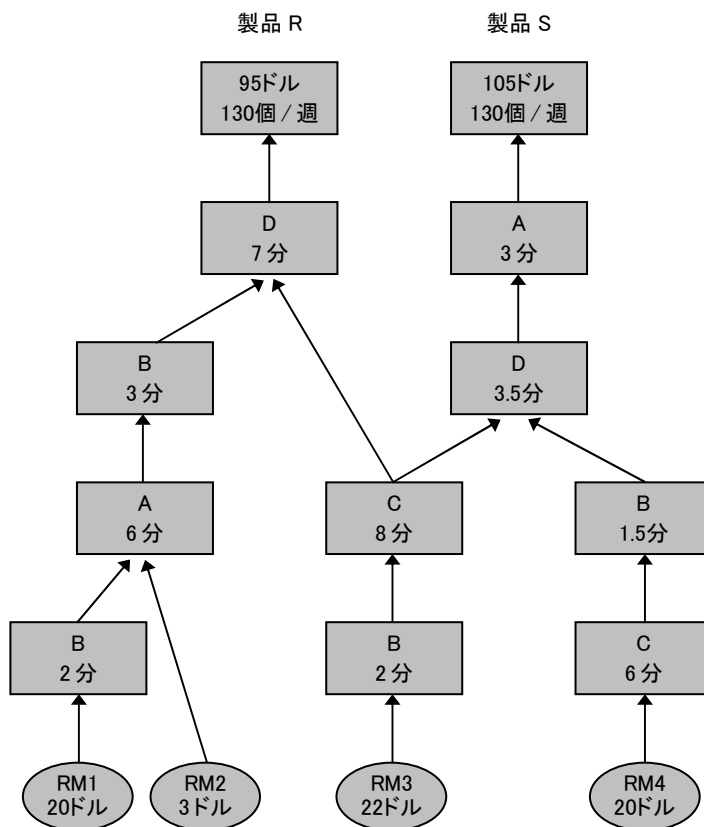 製品 R
製品 S
95ドル
130個 / 週
105ドル
130個 / 週
D
7 分
A
3 分
B
3 分
D
3.5分
A
6 分
C
8 分
B
1.5分
B
2 分
B
2 分
C
6 分
RM1
20ドル
RM2
3ドル
RM3
22ドル
RM4
20ドル